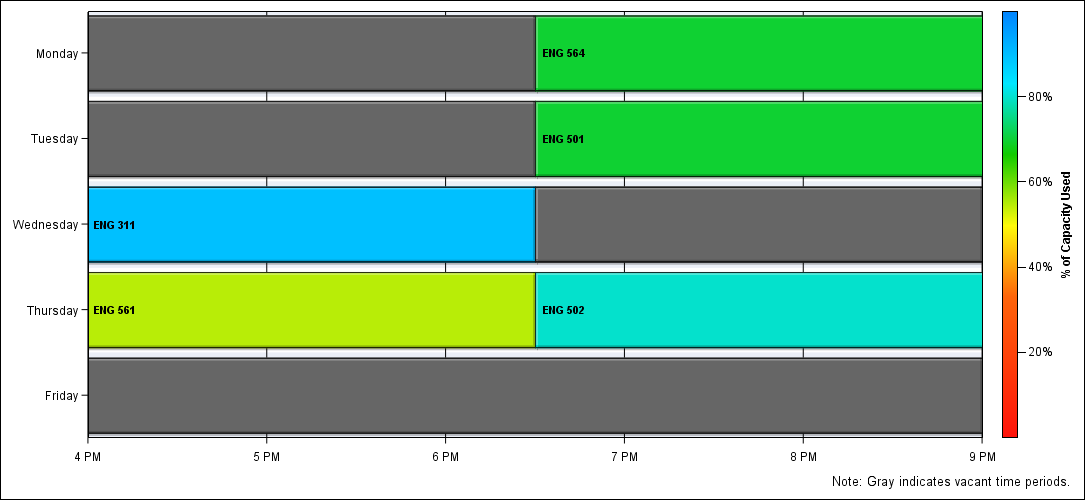 Monday
ENG 564
Tuesday
ENG 501
Wednesday
ENG 311
Thursday
ENG 561
ENG 502
Friday
4 PM
5 PM
6 PM
7 PM
8 PM
9 PM
80%
60%
40%
20%
% of Capacity Used
Note: Gray indicates vacant time periods.